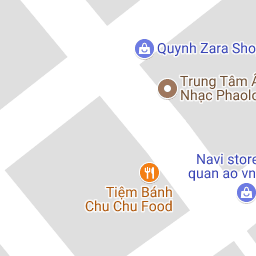 Quynh Zara Sho
Trung Tâm Â
Nhạc Phaolo
Navi store
quan ao vn
Tiệm Bánh
Chu Chu Food